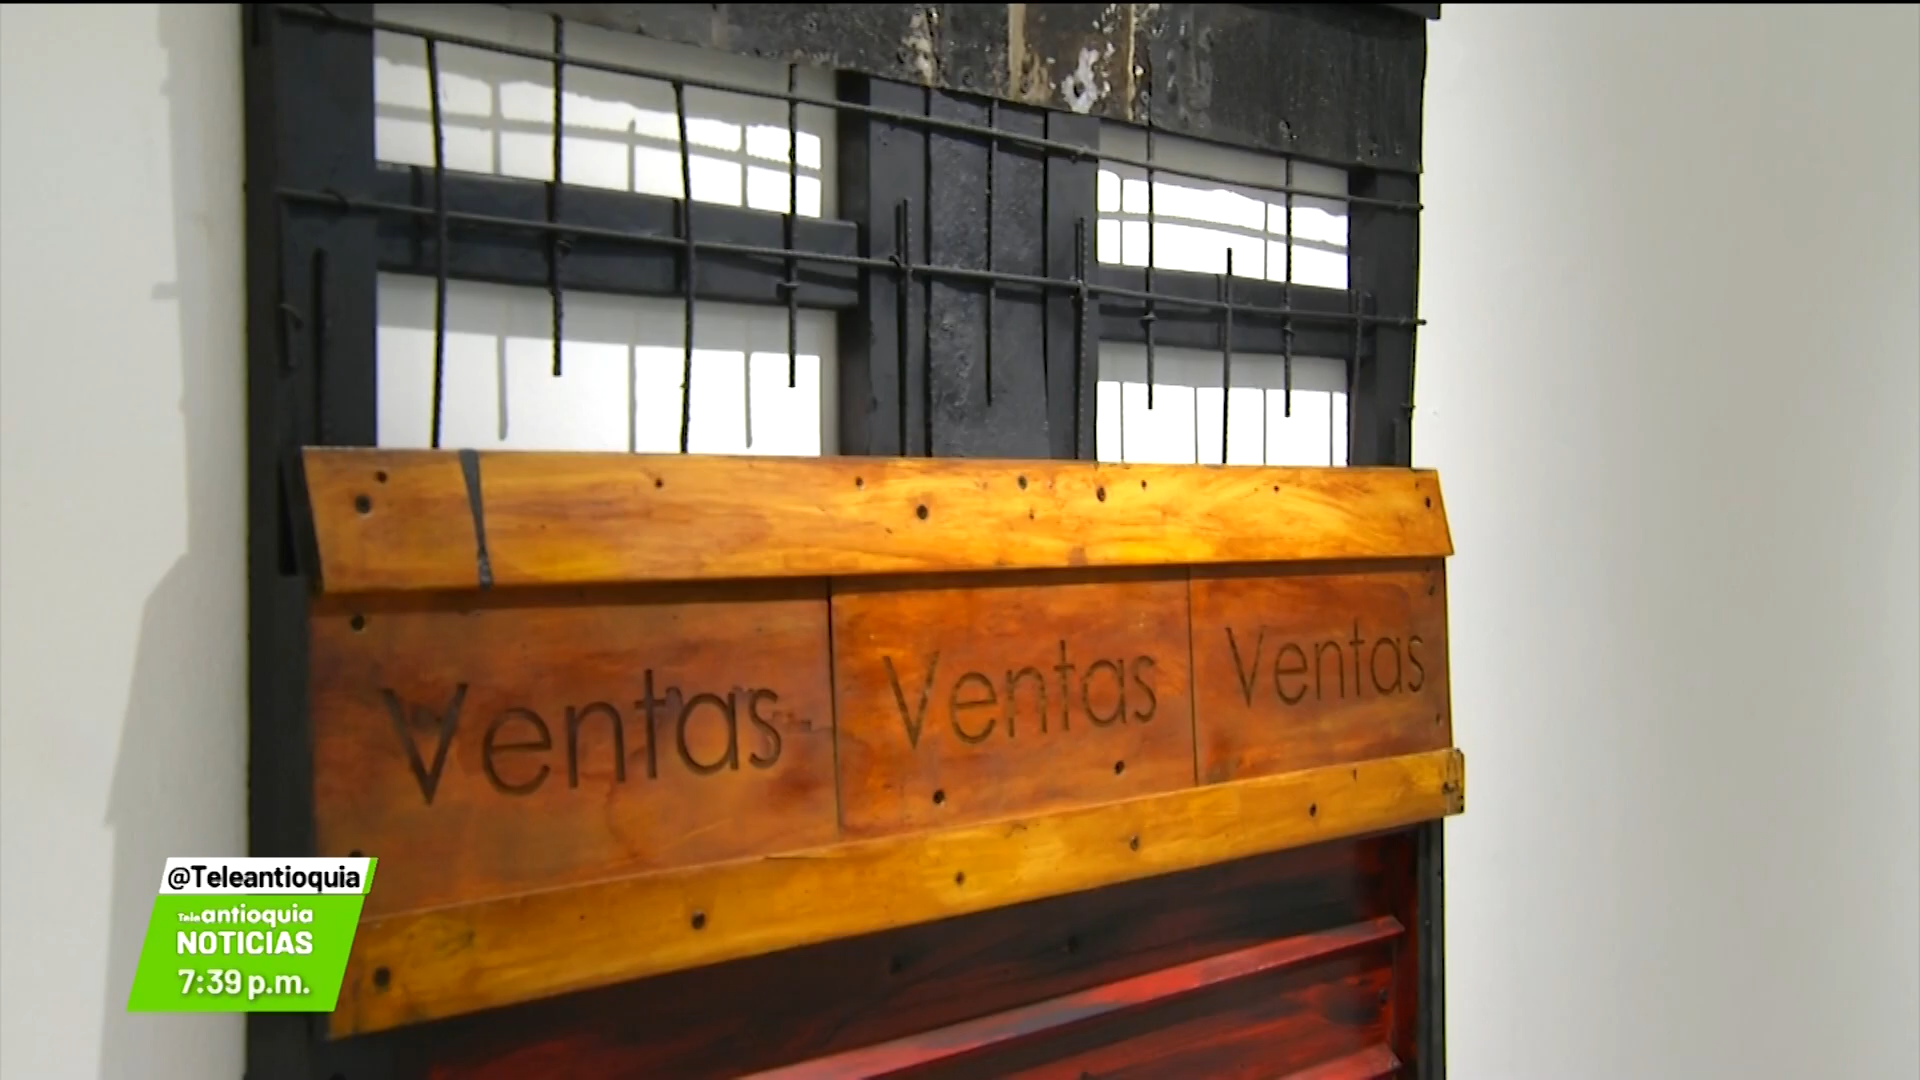 Ventas Ventas Ventas
@Teleantioquia
Teleantioquia
NOTICIAS
7:39 p.m.